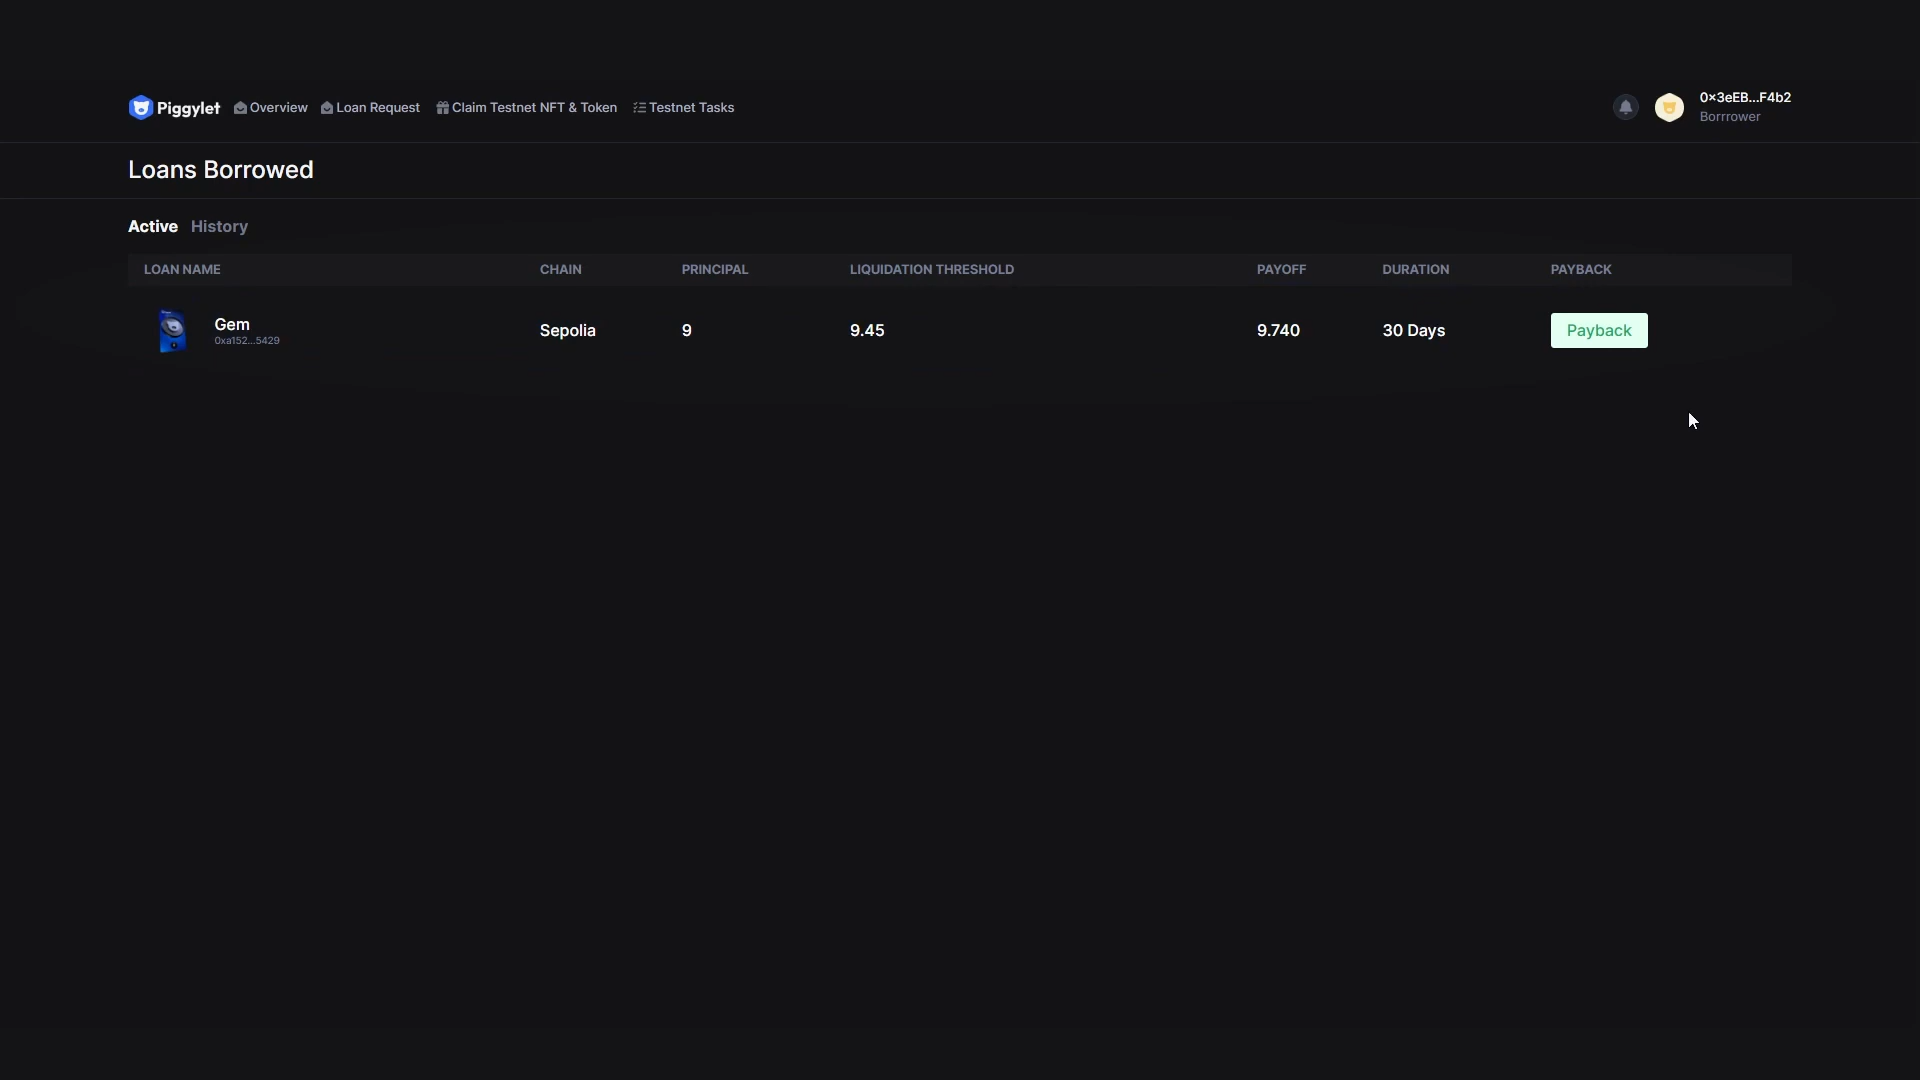 Piggylet Overview Loan Request Claim Testnet NFT & Token Testnet Tasks
0×3eEB...F4b2
Borrrower
Loans Borrowed
Active History
LOAN NAME CHAIN PRINCIPAL LIQUIDATION THRESHOLD PAYOFF DURATION PAYBACK
Gem Sepolia 9 9.45 9.740 30 Days Payback
0xa152...5429